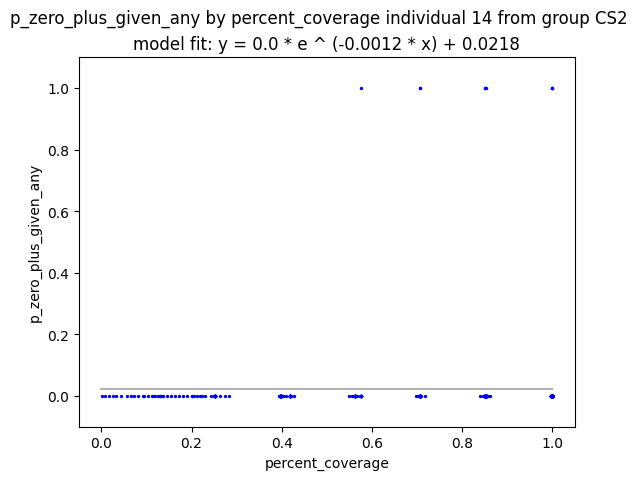 p_zero_plus_given_any by percent_coverage individual 14 from group CS2
model fit: y = 0.0 * e ^ (-0.0012 * x) + 0.0218
1.0
0.8
0.6
0.4
0.2
0.0
p_zero_plus_given_any
0.0 0.2 0.4 0.6 0.8 1.0
percent_coverage